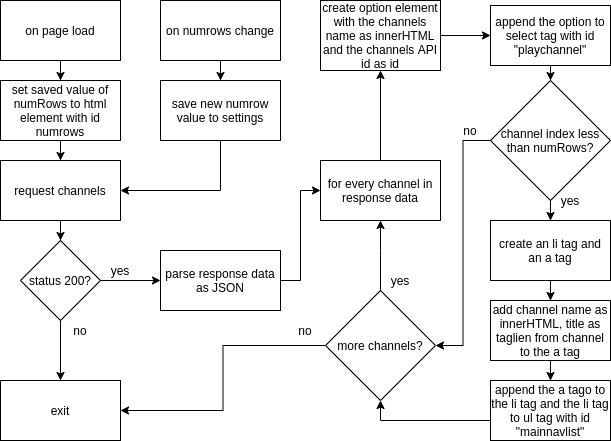 on page load
on numrows change
create option element
with the channels
name as innerHTML
and the channels API
id as id
append the option to
select tag with id
"playchannel"
set saved value of
numRows to html
element with id
numrows
save new numrow
value to settings
channel index less
than numRows?
no
yes
request channels
for every channel in
response data
create an li tag and
an a tag
status 200?
yes
no
parse response data
as JSON
yes
more channels?
no
add channel name as
innerHTML, title as
taglien from channel
to the a tag
exit
append the a tago to
the li tag and the li tag
to ul tag with id
"mainnavlist"